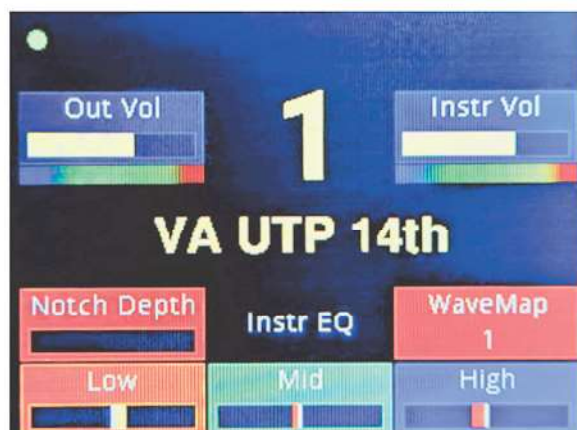 Out Vol 1 Instr Vol
VA UTP 14th
Notch Depth Instr EQ WaveMap
1
Low Mid High